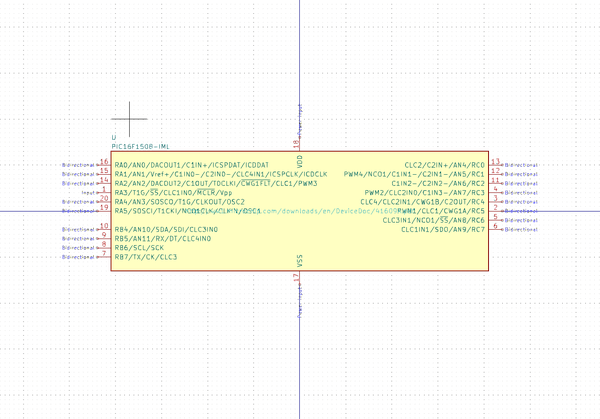 Power Input
18
U
PIC16F1508-IML
VDD
Bidirectional 16 RA0/AN0/DACOUT1/C1IN+/ICSPDAT/ICDDAT
CLC2/C2IN+/AN4/RC0 13 Bidirectional
Bidirectional 15 RA1/AN1/Vref+/C1IN0-/C2IN0-/CLC4IN1/ICSPCLK/ICDCLK
PWM4/NCO1/C1IN1-/C2IN1-/AN5/RC1 12 Bidirectional
Bidirectional 14 RA2/AN2/DACOUT2/C1OUT/T0CLKI/CWG1FLT/CLC1/PWM3
C1IN2-/C2IN2-/AN6/RC2 11 Bidirectional
Input 1 RA3/T1G/SS/CLC1IN0/MCLR/Vpp
PWM2/CLC2IN0/C1IN3-/C2IN3-/AN7/RC3 4 Bidirectional
Bidirectional 20 RA4/AN3/SOSCO/T1G/CLKOUT/OSC2
CLC4/CLC2IN1/CWG1B/C2OUT/RC4 3 Bidirectional
Bidirectional 19 RA5/SOSCI/T1CKI/NCO1CLK/CLKIN/OSC1
PWM1/CLC1/CWG1A/RC5 2 Bidirectional
.com/downloads/en/DeviceDoc/
CLC3IN1/NCO1/SS/AN8/RC6 5 Bidirectional
Bidirectional 10 RB4/AN10/SDA/SDI/CLC3IN0
CLC1IN1/SDO/AN9/RC7 6 Bidirectional
Bidirectional 9 RB5/AN11/RX/DT/CLC4IN0
Bidirectional 8 RB6/SCL/SCK
Bidirectional 7 RB7/TX/CK/CLC3
VSS
17
Power Input